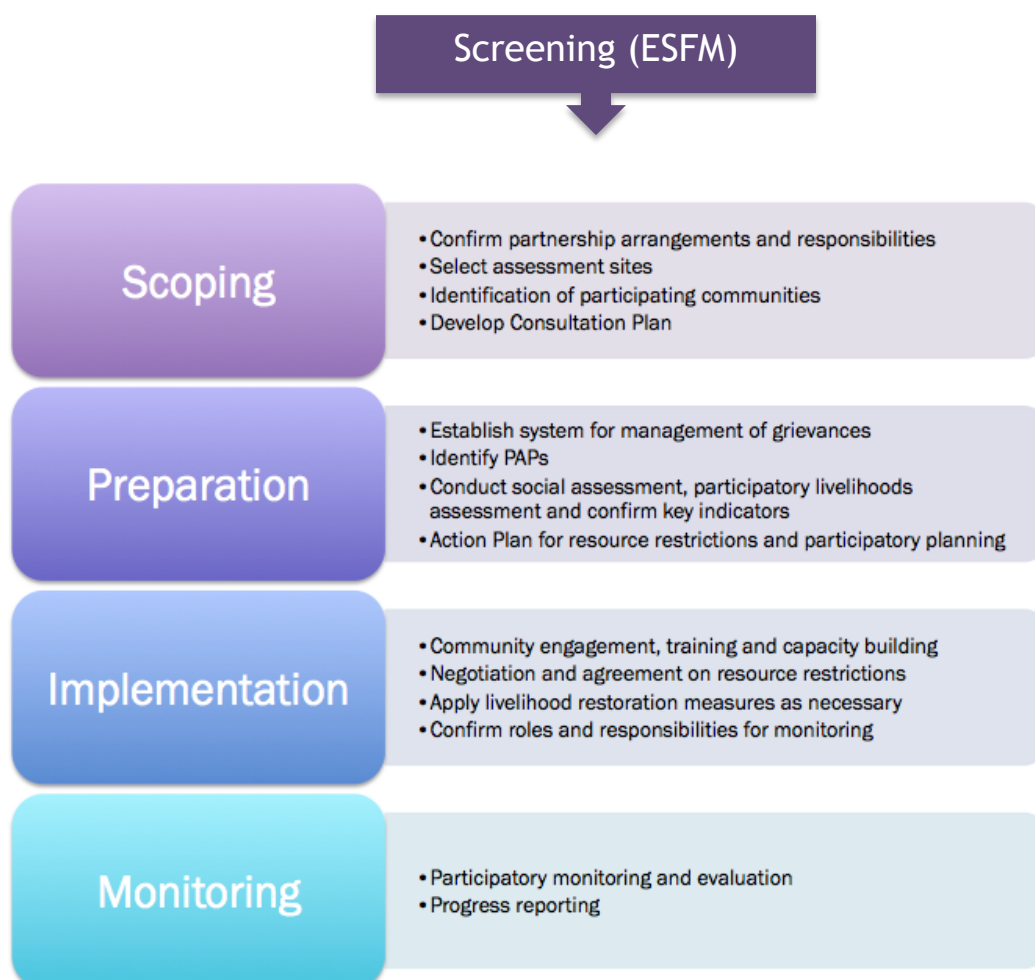 Screening (ESFM)
Scoping
• Confirm partnership arrangements and responsibilities
• Select assessment sites
• Identification of participating communities
• Develop Consultation Plan
Preparation
• Establish system for management of grievances
• Identify PAPs
• Conduct social assessment, participatory livelihoods
assessment and confirm key indicators
• Action Plan for resource restrictions and participatory planning
Implementation
• Community engagement, training and capacity building
• Negotiation and agreement on resource restrictions
• Apply livelihood restoration measures as necessary
• Confirm roles and responsibilities for monitoring
Monitoring
• Participatory monitoring and evaluation
• Progress reporting